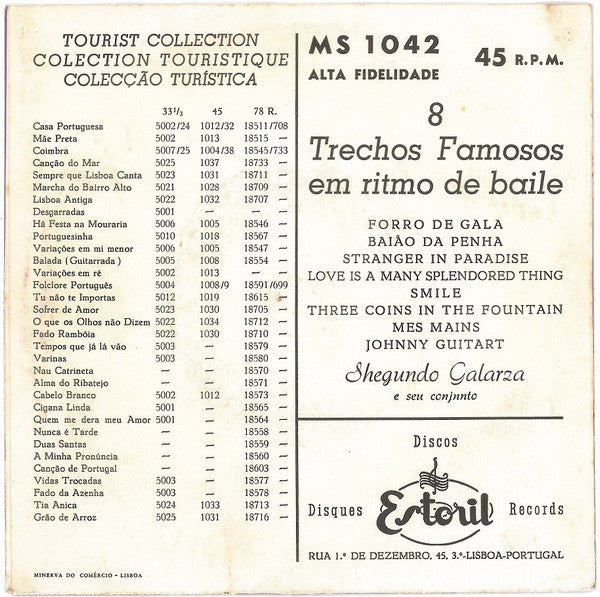 TOURIST COLLECTION
COLECTION TOURISTIQUE
COLECÇÃO TURÍSTICA
33¹/₃ 45 78 R.
Casa Portuguesa 5002/24 1012/32 18511/708
Mãe Preta 5002 1013 18515 —
Coimbra 5007/25 1004/38 18545/733
Canção do Mar 5025 1037 18733 —
Sempre que Lisboa Canta 5023 1031 18711 —
Marcha do Bairro Alto 5021 1028 18709 —
Lisboa Antiga 5022 1032 18707 —
Desgarradas 5001 — — —
Há Festa na Mouraria 5006 1005 18546 —
Portuguesinha 5010 1018 18567 —
Variações em mi menor 5006 1005 18547 —
Balada (Guitarrada) 5005 1008 18554 —
Variações em ré 5002 1013 —
Folclore Português 5004 1008/9 18591/699
Tu não te Importas 5012 1019 18615 —
Sofrer de Amor 5023 1030 18705 —
O que os Olhos não Dizem 5022 1034 18712 —
Fado Rambóia 5022 1030 18710 —
Tempos que já lá vão 5003 — 18579 —
Varinas 5003 — 18580 —
Nau Catrineta — — 18570 —
Alma do Ribatejo — — 18571 —
Cabelo Branco 5002 1012 18573 —
Cigana Linda 5001 — 18565 —
Quem me dera meu Amor 5001 — 18564 —
Nunca é Tarde — — 18558 —
Duas Santas — — 18559 —
A Minha Pronúncia — — 18560 —
Canção de Portugal — — 18603 —
Vidas Trocadas 5003 — 18577 —
Fado da Azenha 5003 — 18578 —
Tia Anica 5024 1033 18713 —
Grão de Arroz 5025 1031 18716 —
MINERVA DO COMÉRCIO - LISBOA
MS 1042 45 R.P.M.
ALTA FIDELIDADE
8
Trechos Famosos
em ritmo de baile
FORRO DE GALA
BAIÃO DA PENHA
STRANGER IN PARADISE
LOVE IS A MANY SPLENDORED THING
SMILE
THREE COINS IN THE FOUNTAIN
MES MAINS
JOHNNY GUITART
Shegundo Galarza
e seu conjnnto
Discos
Disques Estoril Records
RUA 1.º DE DEZEMBRO, 45, 3.º-LISBOA-PORTUGAL